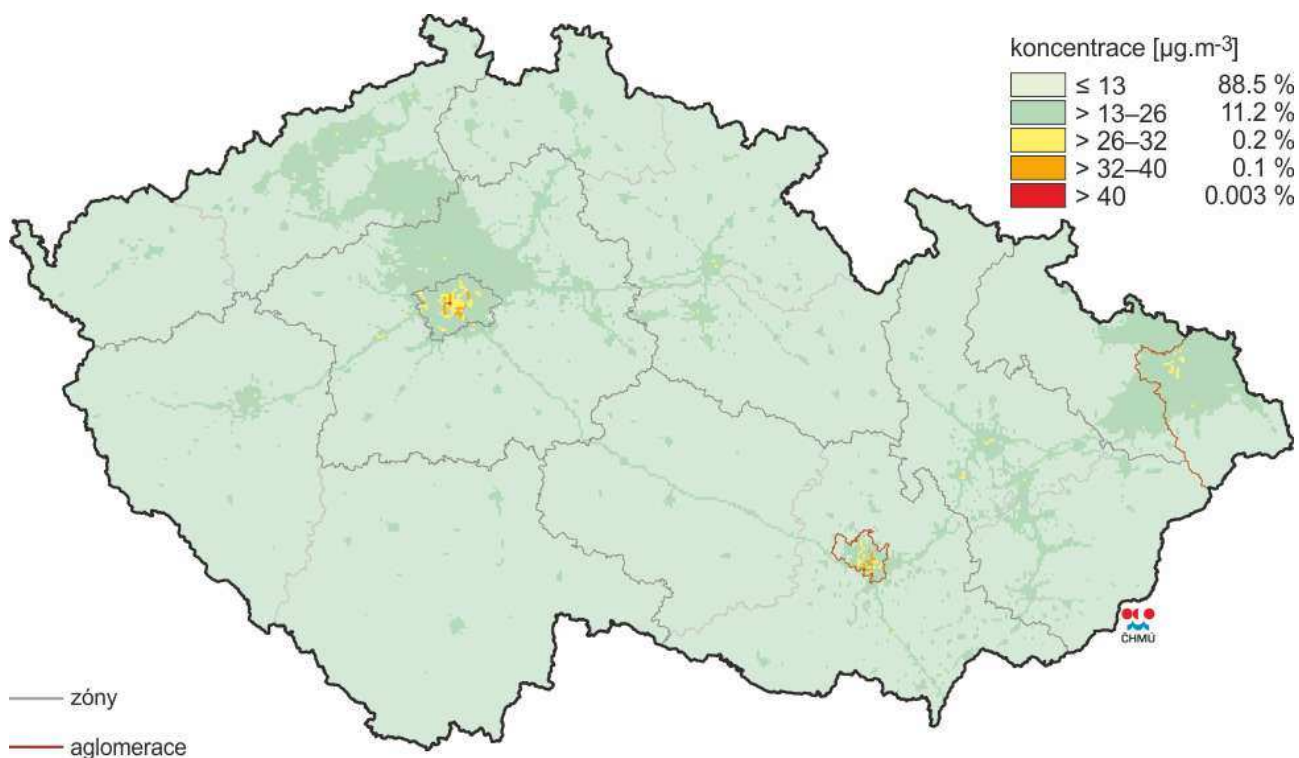 koncentrace [µg.m-3]
≤ 13 88.5 %
> 13–26 11.2 %
> 26–32 0.2 %
> 32–40 0.1 %
> 40 0.003 %
ČHMÚ
zóny
aglomerace